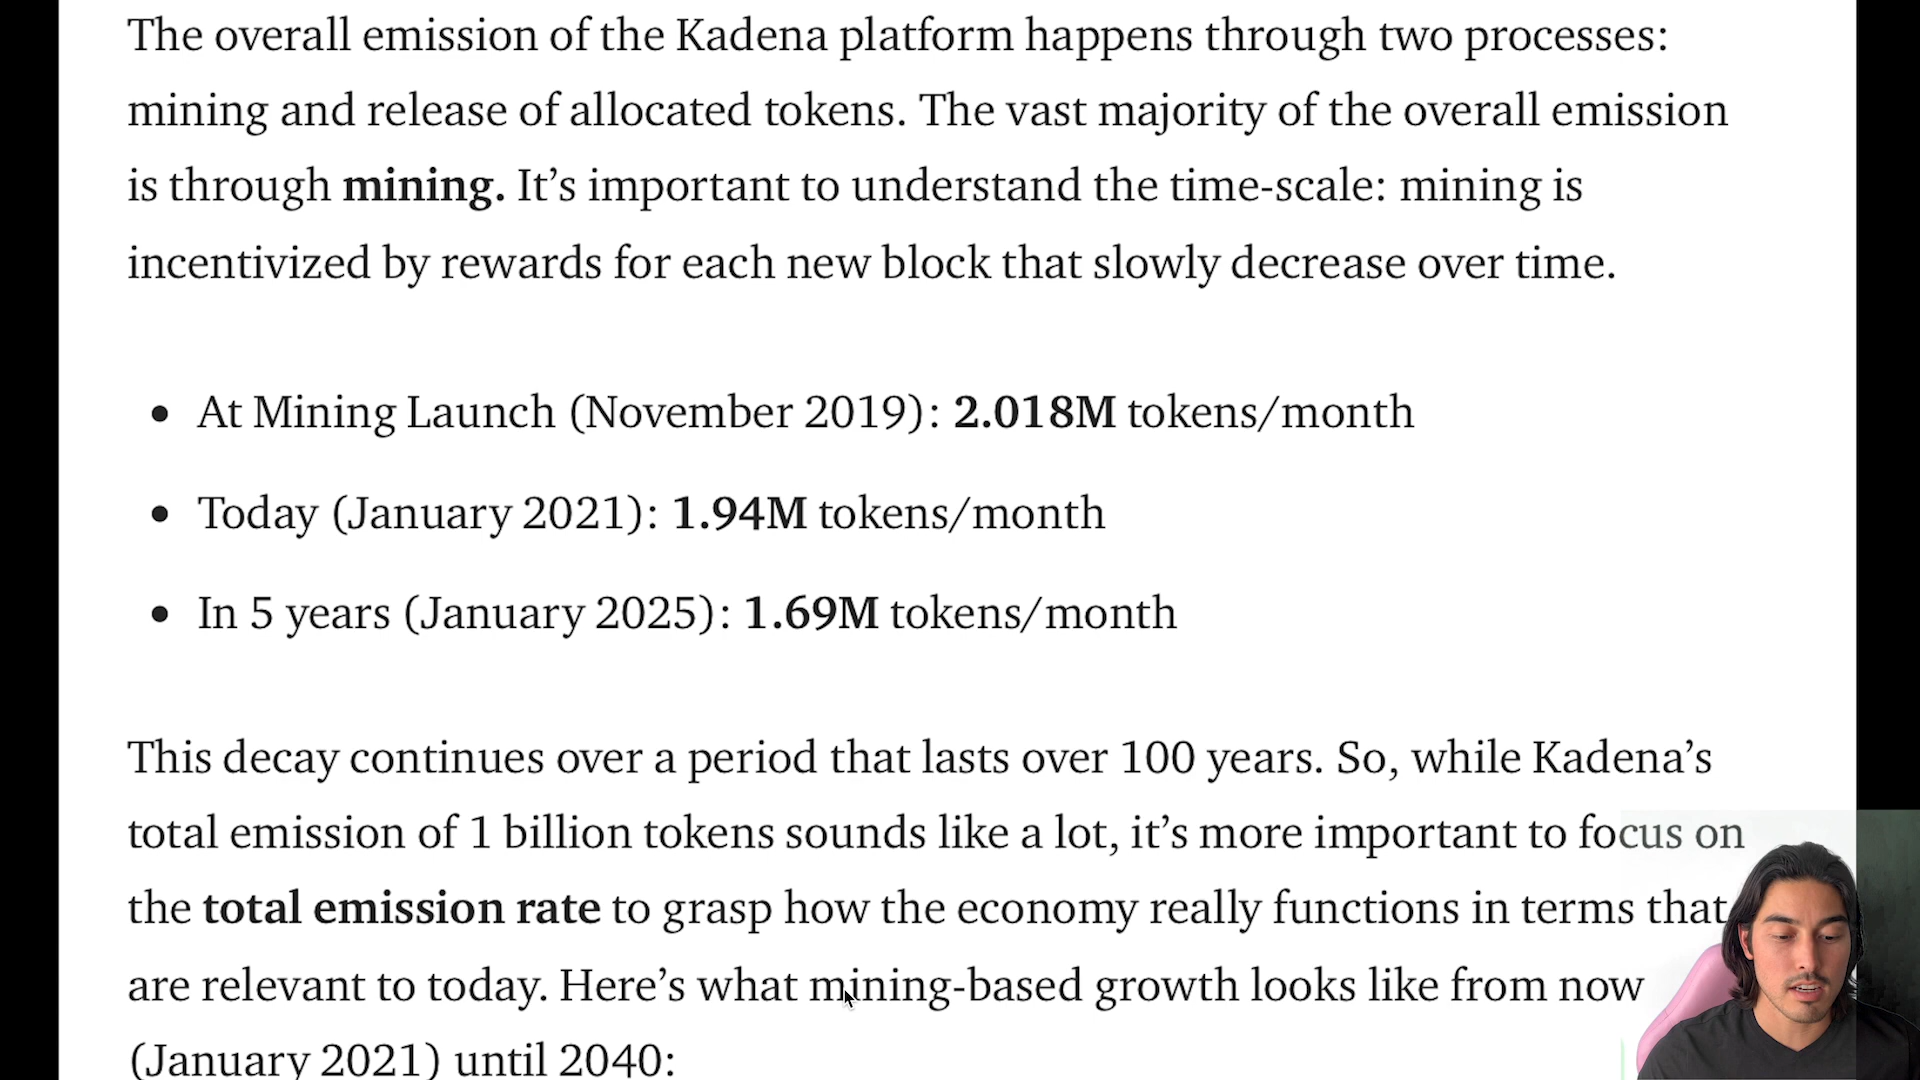 The overall emission of the Kadena platform happens through two processes:
mining and release of allocated tokens. The vast majority of the overall emission
is through mining. It’s important to understand the time-scale: mining is
incentivized by rewards for each new block that slowly decrease over time.
• At Mining Launch (November 2019): 2.018M tokens/month
• Today (January 2021): 1.94M tokens/month
• In 5 years (January 2025): 1.69M tokens/month
This decay continues over a period that lasts over 100 years. So, while Kadena’s
total emission of 1 billion tokens sounds like a lot, it’s more important to focus on
the total emission rate to grasp how the economy really functions in terms that
are relevant to today. Here’s what mining-based growth looks like from now
(January 2021) until 2040: